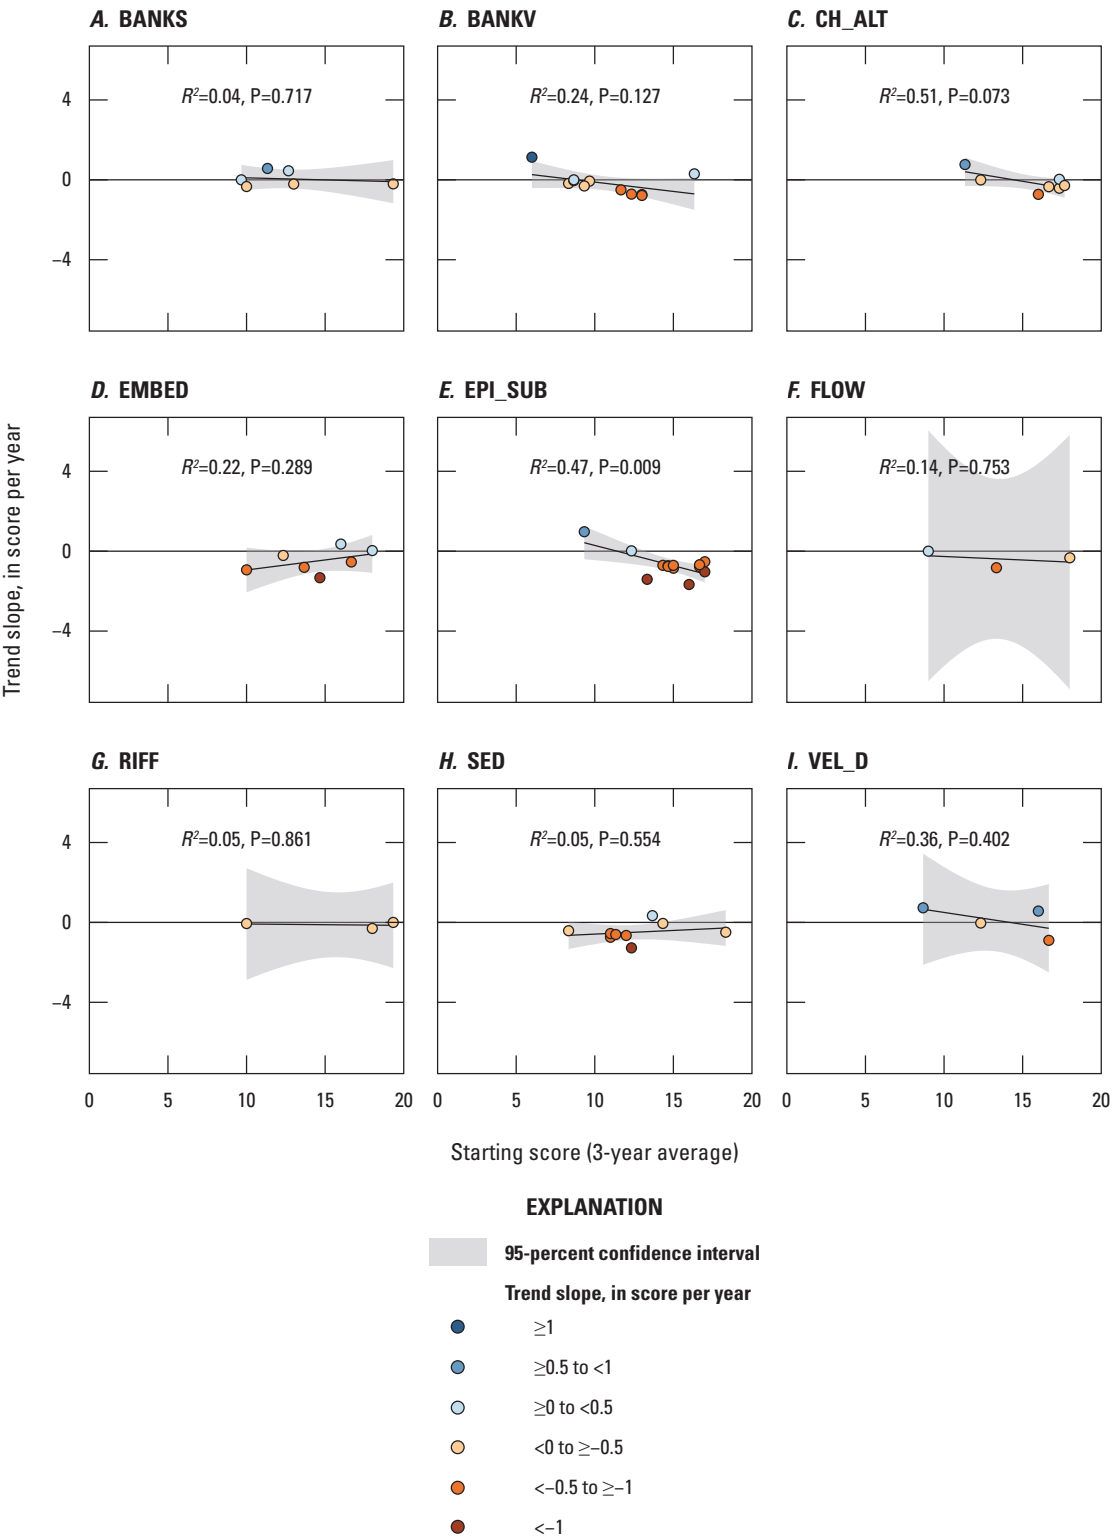 A. BANKS
B. BANKV
C. CH_ALT
R²=0.04, P=0.717
R²=0.24, P=0.127
R²=0.51, P=0.073
4
0
−4
D. EMBED
E. EPI_SUB
F. FLOW
R²=0.22, P=0.289
R²=0.47, P=0.009
R²=0.14, P=0.753
4
0
−4
Trend slope, in score per year
G. RIFF
H. SED
I. VEL_D
R²=0.05, P=0.861
R²=0.05, P=0.554
R²=0.36, P=0.402
4
0
−4
0 5 10 15 20
0 5 10 15 20
0 5 10 15 20
Starting score (3-year average)
EXPLANATION
95-percent confidence interval
Trend slope, in score per year
≥1
≥0.5 to <1
≥0 to <0.5
<0 to ≥−0.5
<−0.5 to ≥−1
<−1